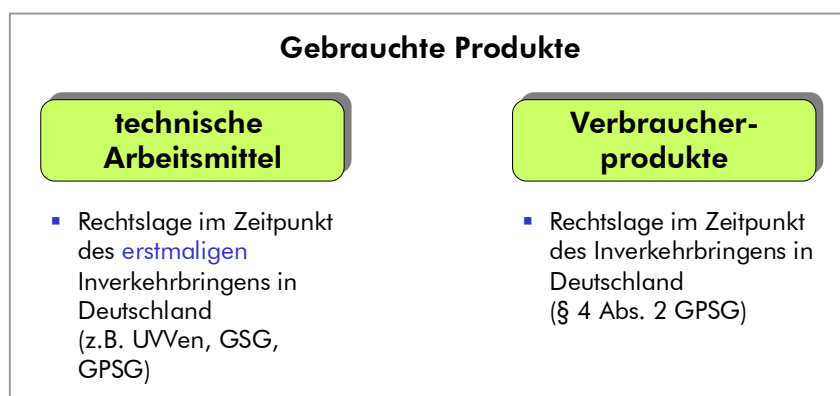 Gebrauchte Produkte
technische
Arbeitsmittel
▪ Rechtslage im Zeitpunkt
des erstmaligen
Inverkehrbringens in
Deutschland
(z.B. UVVen, GSG,
GPSG)
Verbraucher-
produkte
▪ Rechtslage im Zeitpunkt
des Inverkehrbringens in
Deutschland
(§ 4 Abs. 2 GPSG)